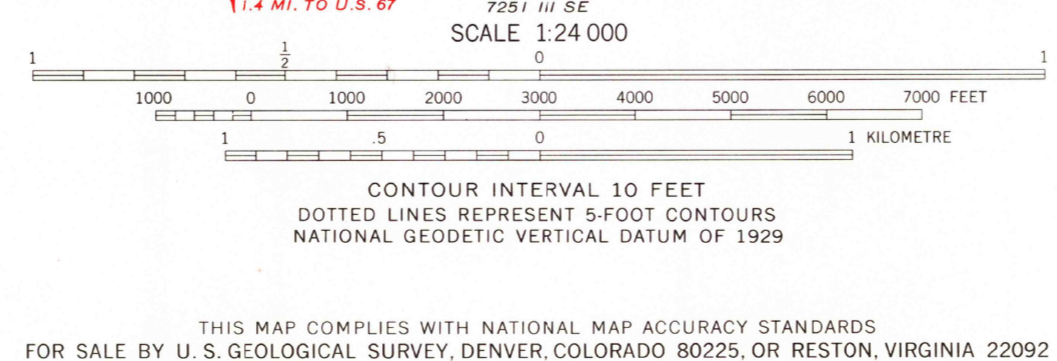 1.4 MI. TO U.S. 67
7251 III SE
SCALE 1:24 000
1 1/2 0 1
1000 0 1000 2000 3000 4000 5000 6000 7000 FEET
1 .5 0 1 KILOMETRE
CONTOUR INTERVAL 10 FEET
DOTTED LINES REPRESENT 5-FOOT CONTOURS
NATIONAL GEODETIC VERTICAL DATUM OF 1929
THIS MAP COMPLIES WITH NATIONAL MAP ACCURACY STANDARDS
FOR SALE BY U. S. GEOLOGICAL SURVEY, DENVER, COLORADO 80225, OR RESTON, VIRGINIA 22092